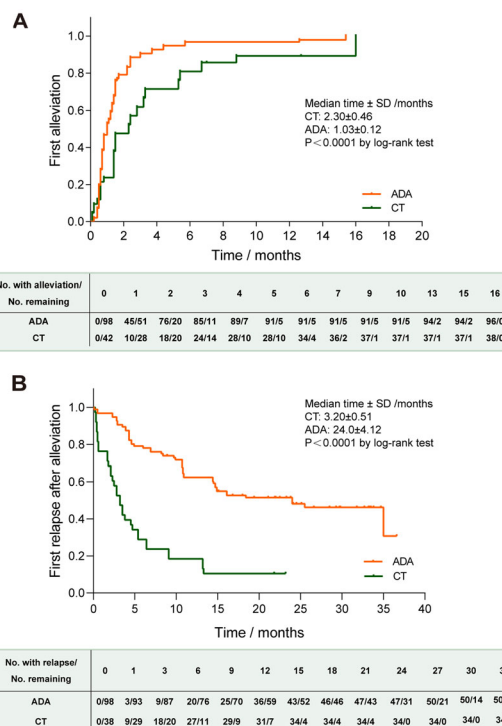 A
1.0
0.8
0.6
0.4
0.2
0.0
First alleviation
Median time ± SD /months
CT: 2.30±0.46
ADA: 1.03±0.12
P<0.0001 by log-rank test
ADA
CT
0 2 4 6 8 10 12 14 16 18 20
Time / months
No. with alleviation/
No. remaining
0 1 2 3 4 5 6 7 9 10 13 15 16
ADA 0/98 45/51 76/20 85/11 89/7 91/5 91/5 91/5 91/5 91/5 94/2 94/2 96/0
CT 0/42 10/28 18/20 24/14 28/10 28/10 34/4 36/2 37/1 37/1 37/1 37/1 38/0
B
1.0
0.8
0.6
0.4
0.2
0.0
First relapse after alleviation
Median time ± SD /months
CT: 3.20±0.51
ADA: 24.0±4.12
P<0.0001 by log-rank test
ADA
CT
0 5 10 15 20 25 30 35 40
Time / months
No. with relapse/
No. remaining
0 1 3 6 9 12 15 18 21 24 27 30 3
ADA 0/98 3/93 9/87 20/76 25/70 36/59 43/52 46/46 47/43 47/31 50/21 50/14 50
CT 0/38 9/29 18/20 27/11 29/9 31/7 34/4 34/4 34/4 34/0 34/0 34/0 3